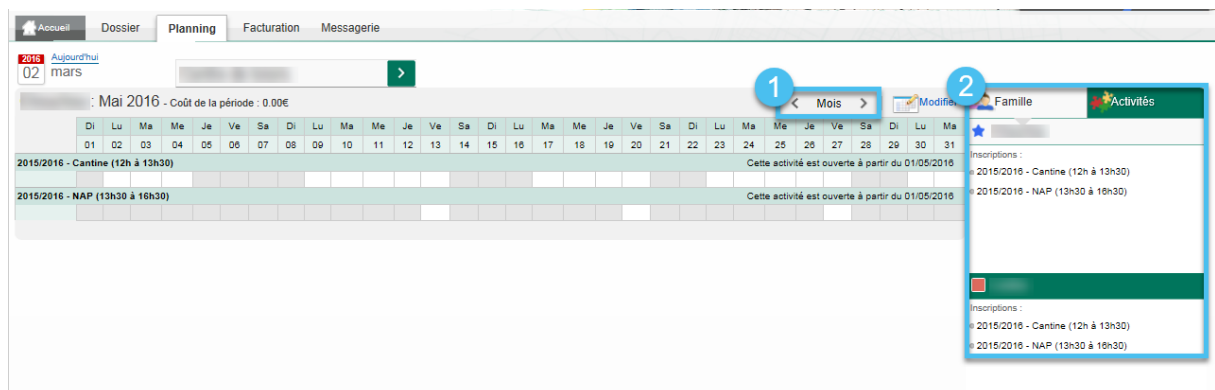 Accueil Dossier Planning Facturation Messagerie
2016 Aujourd'hui
02 mars
>
: Mai 2016 - Coût de la période : 0.00€ < Mois > Modifier
1
2
Famille Activités
Di Lu Ma Me Je Ve Sa Di Lu Ma Me Je Ve Sa Di Lu Ma Me Je Ve Sa Di Lu Ma Me Je Ve Sa Di Lu Ma
01 02 03 04 05 06 07 08 09 10 11 12 13 14 15 16 17 18 19 20 21 22 23 24 25 26 27 28 29 30 31
2015/2016 - Cantine (12h à 13h30) Cette activité est ouverte à partir du 01/05/2016
2015/2016 - NAP (13h30 à 16h30) Cette activité est ouverte à partir du 01/05/2016
Inscriptions :
2015/2016 - Cantine (12h à 13h30)
2015/2016 - NAP (13h30 à 16h30)
Inscriptions :
2015/2016 - Cantine (12h à 13h30)
2015/2016 - NAP (13h30 à 16h30)